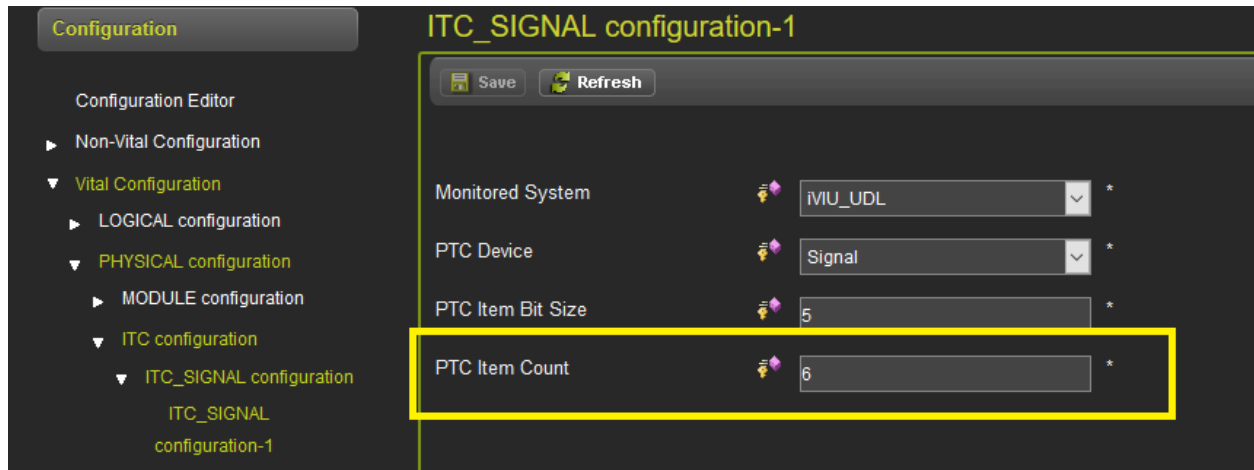 Configuration
Configuration Editor
Non-Vital Configuration
Vital Configuration
LOGICAL configuration
PHYSICAL configuration
MODULE configuration
ITC configuration
ITC_SIGNAL configuration
ITC_SIGNAL
configuration-1
ITC_SIGNAL configuration-1
Save Refresh
Monitored System iVIU_UDL *
PTC Device Signal *
PTC Item Bit Size 5 *
PTC Item Count 6 *